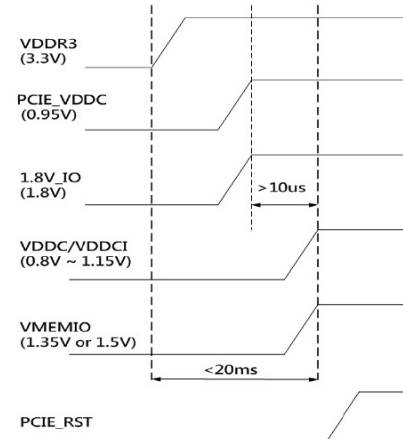 VDDR3
(3.3V)
PCIE_VDDC
(0.95V)
1.8V_IO
(1.8V)
>10us
VDDC/VDDCI
(0.8V ~ 1.15V)
VMEMIO
(1.35V or 1.5V)
<20ms
PCIE_RST